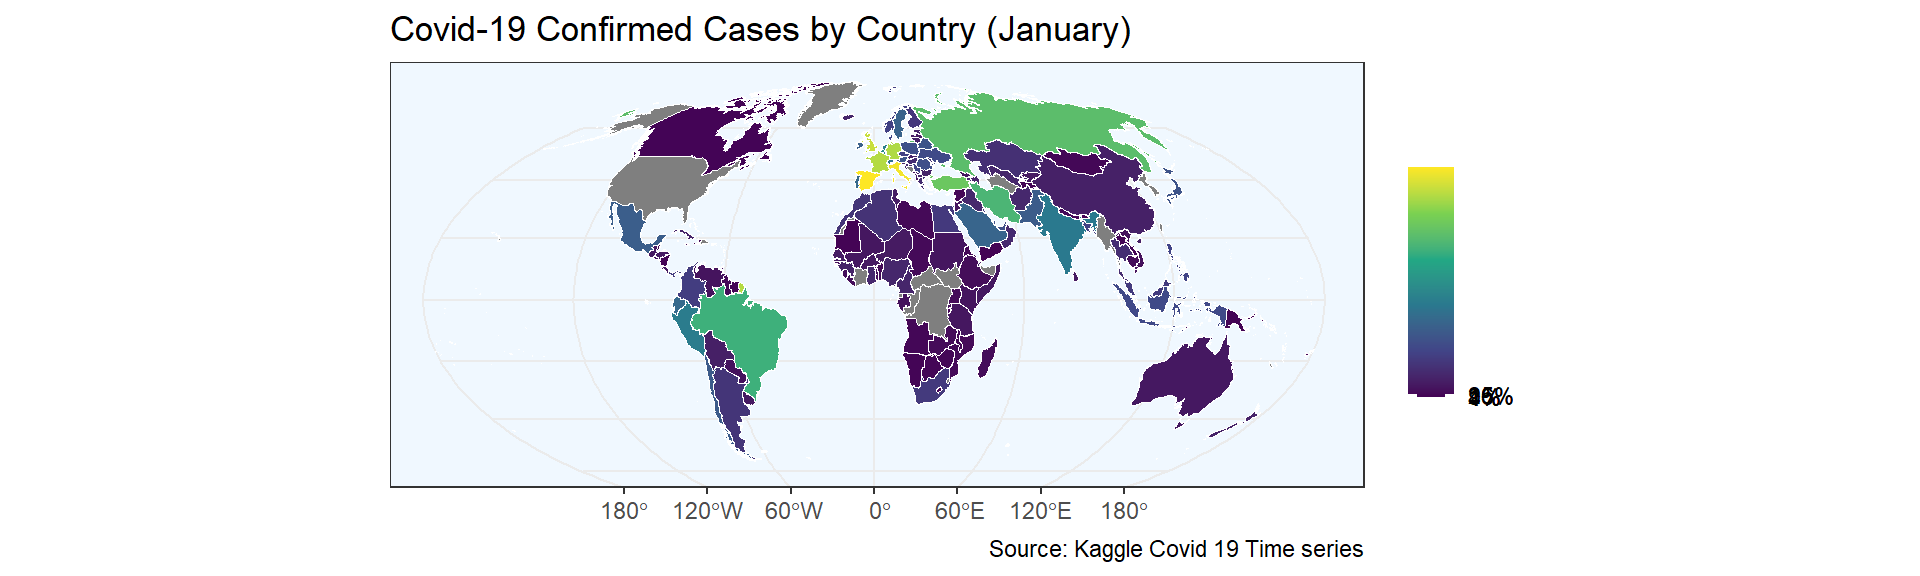 Covid-19 Confirmed Cases by Country (January)
180° 120°W 60°W 0° 60°E 120°E 180°
Source: Kaggle Covid 19 Time series